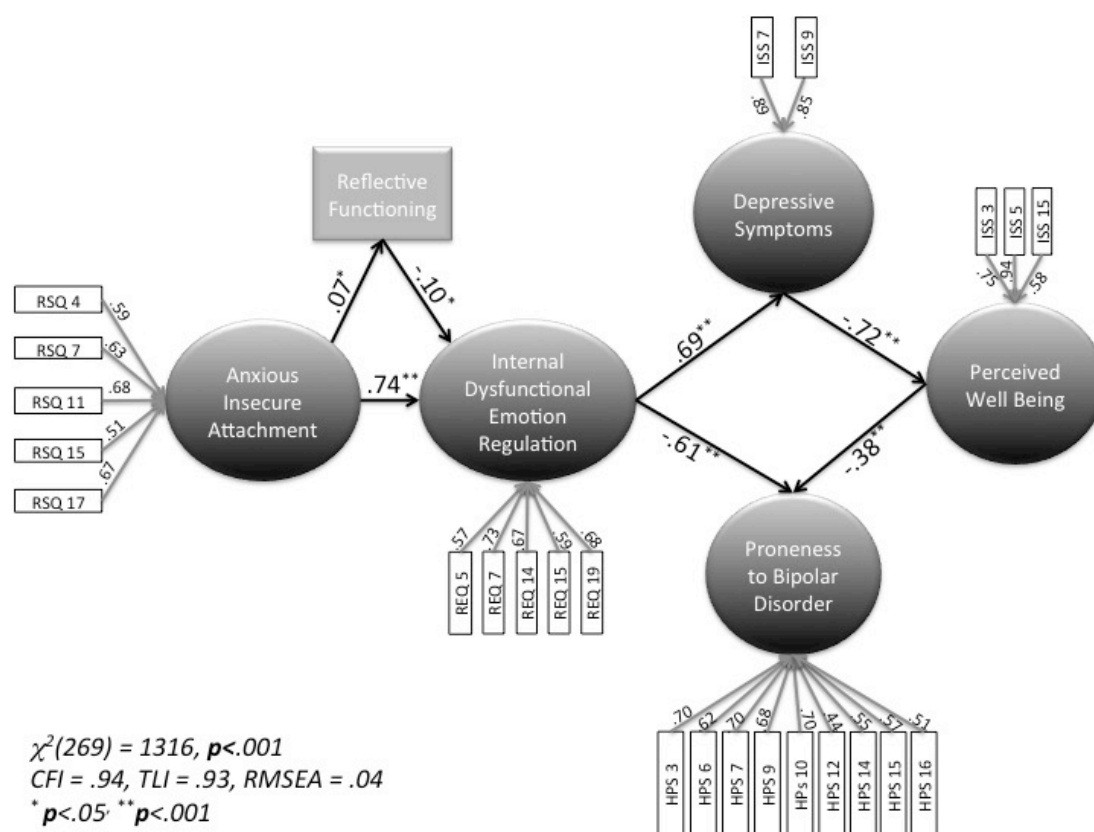 ISS 7
ISS 9
.89
.85
Reflective
Functioning
Depressive
Symptoms
ISS 3
ISS 5
ISS 15
.75
.94
.58
.07*
-.10*
RSQ 4
RSQ 7
RSQ 11
RSQ 15
RSQ 17
.59
.63
.68
.51
.67
Anxious
Insecure
Attachment
.74**
Internal
Dysfunctional
Emotion
Regulation
.69**
-.72**
-.61**
-.38**
Perceived
Well Being
.57
.73
.67
.59
.68
REQ 5
REQ 7
REQ 14
REQ 15
REQ 19
Proneness
to Bipolar
Disorder
.70
.62
.70
.68
.70
.44
.55
.57
.51
HPS 3
HPS 6
HPS 7
HPS 9
HPs 10
HPS 12
HPS 14
HPS 15
HPS 16
χ²(269) = 1316, p<.001
CFI = .94, TLI = .93, RMSEA = .04
*p<.05, **p<.001